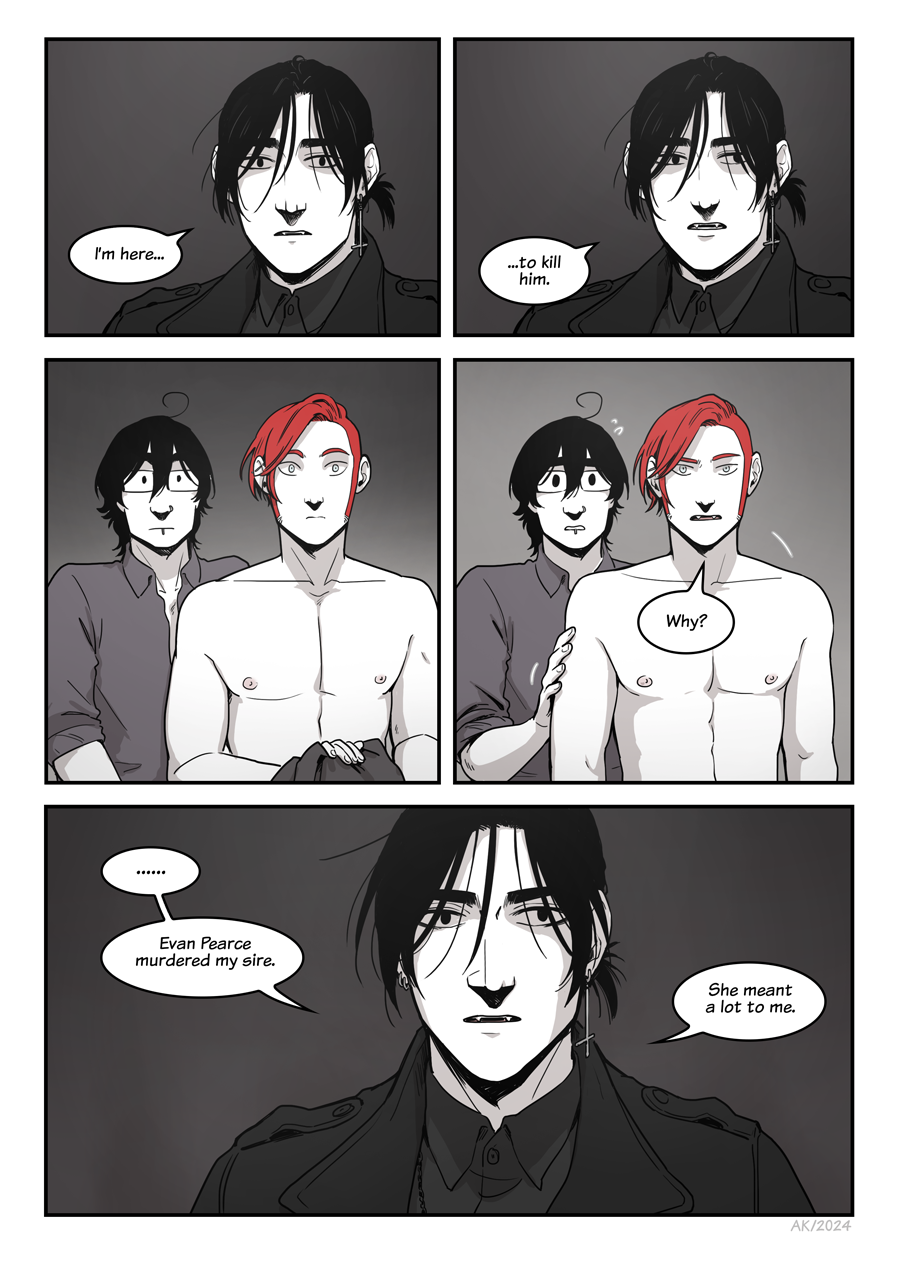 I'm here...
...to kill
him.
Why?
......
Evan Pearce
murdered my sire.
She meant
a lot to me.
AK/2024